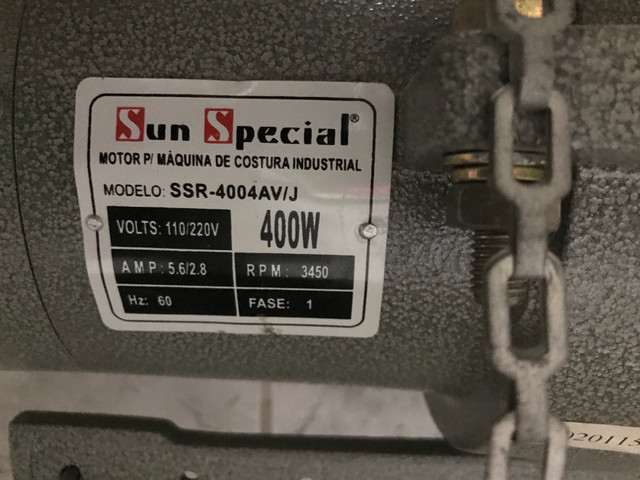 Sun Special®
MOTOR P/ MÁQUINA DE COSTURA INDUSTRIAL
MODELO: SSR-4004AV/J
VOLTS: 110/220V
400W
AMP: 5.6/2.8
RPM: 3450
Hz: 60
FASE: 1